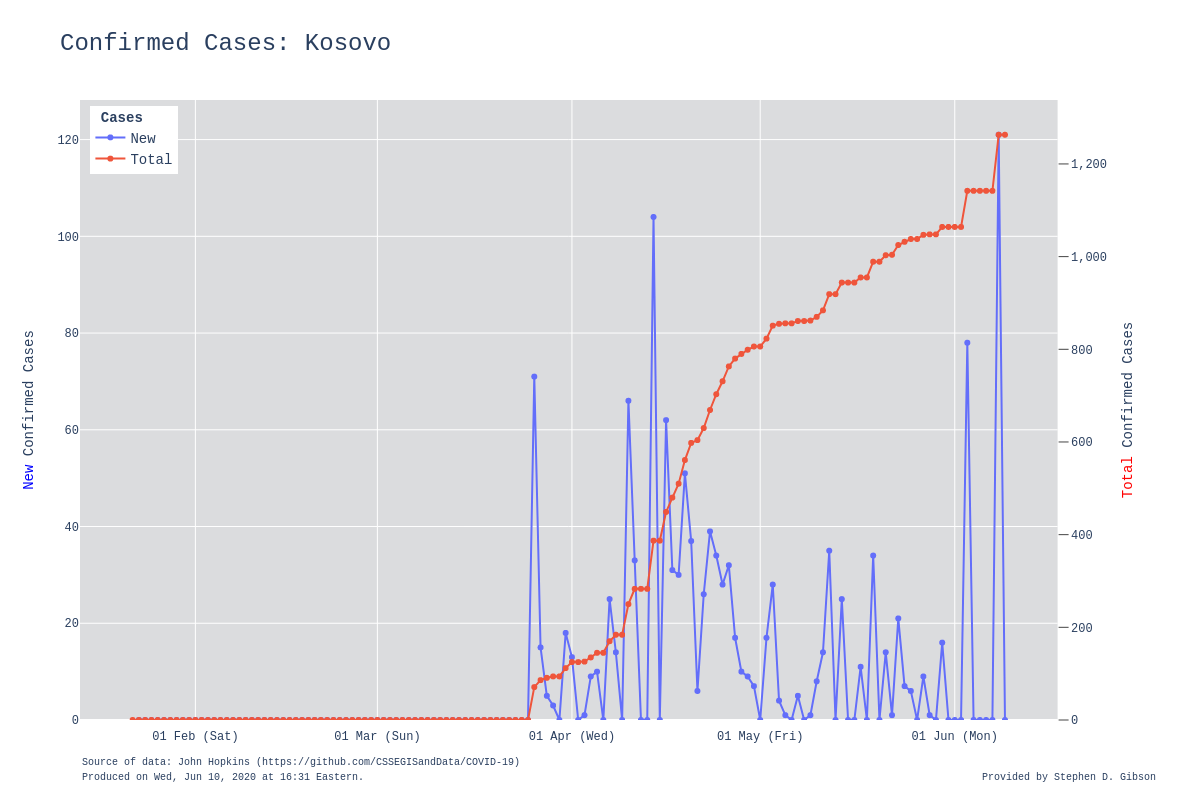 Confirmed Cases: Kosovo
Cases
New
Total
120
100
80
60
40
20
0
1,200
1,000
800
600
400
200
0
New Confirmed Cases
Total Confirmed Cases
01 Feb (Sat)
01 Mar (Sun)
01 Apr (Wed)
01 May (Fri)
01 Jun (Mon)
Source of data: John Hopkins (https://github.com/CSSEGISandData/COVID-19)
Produced on Wed, Jun 10, 2020 at 16:31 Eastern.
Provided by Stephen D. Gibson